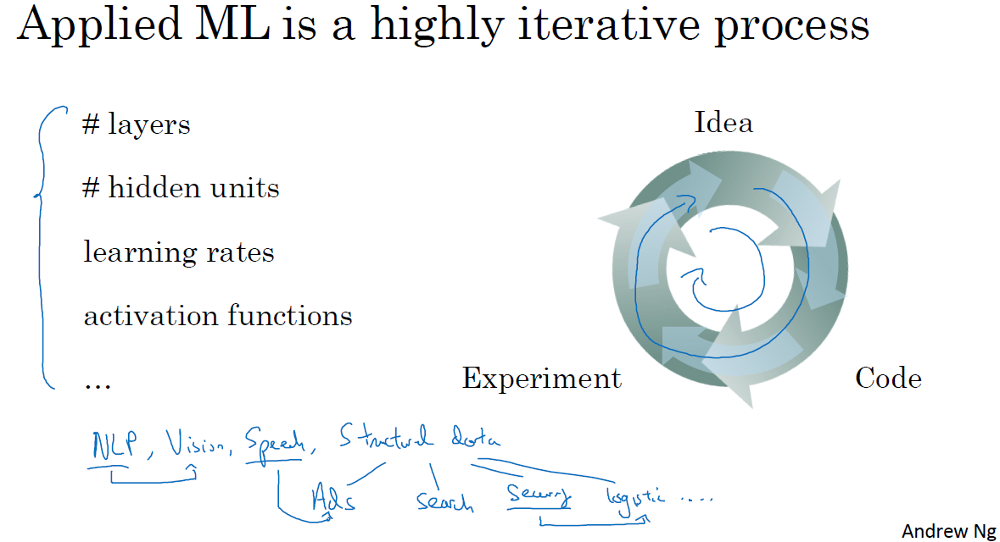 Applied ML is a highly iterative process
# layers
# hidden units
learning rates
activation functions
...
Idea
Experiment
Code
NLP, Vision, Speech, Structural data
Ads search Security logistic ....
Andrew Ng